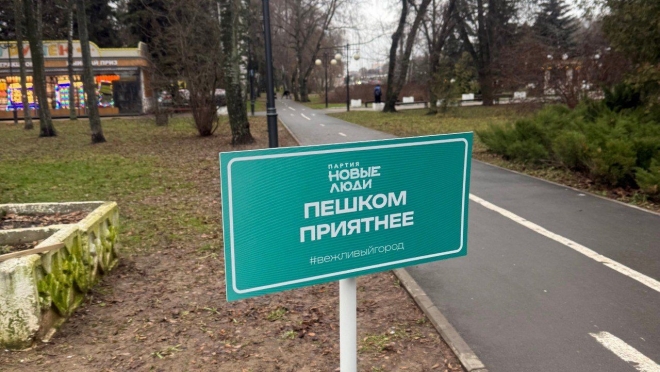 ПАРТИЯ
НОВЫЕ
ЛЮДИ
ПЕШКОМ
ПРИЯТНЕЕ
#вежливыйгород